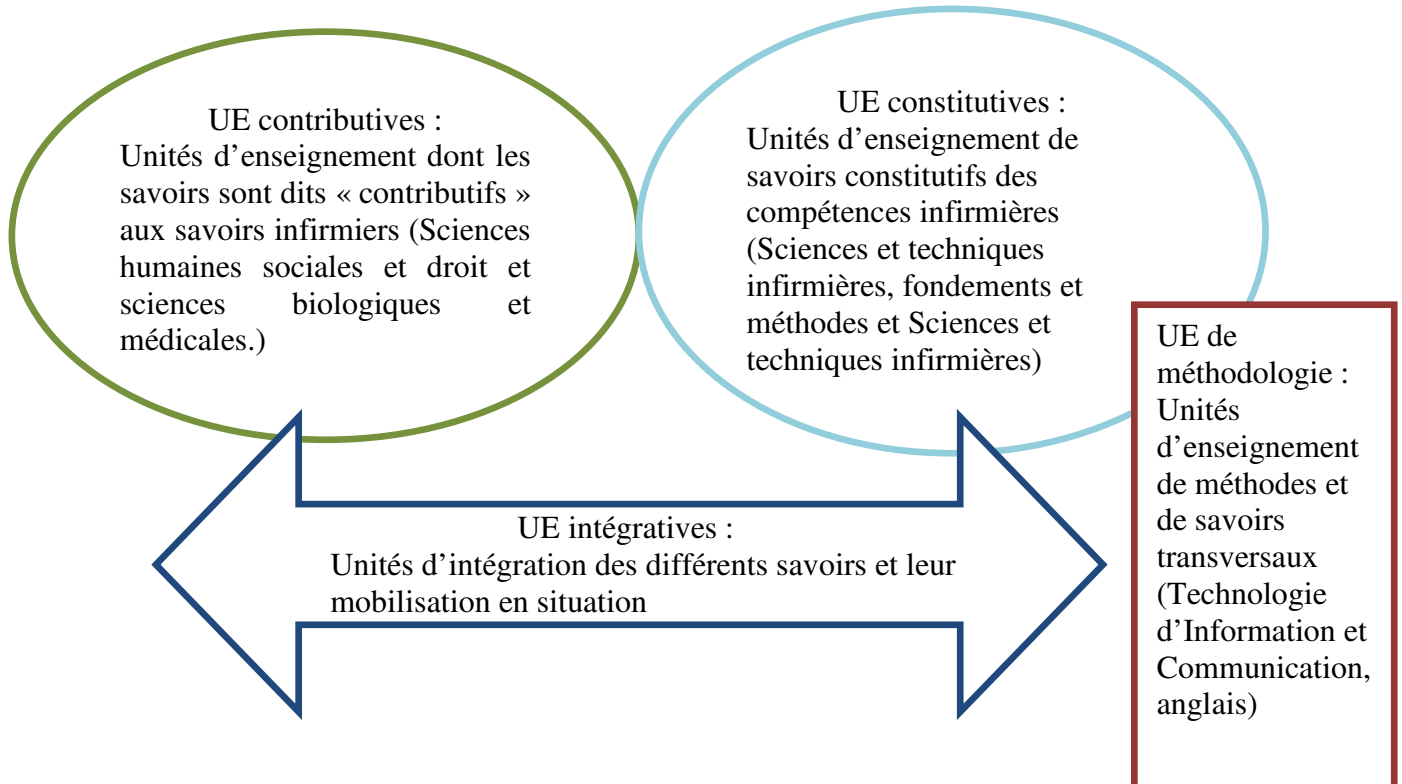 UE contributives :
Unités d’enseignement dont les
savoirs sont dits « contributifs »
aux savoirs infirmiers (Sciences
humaines sociales et droit et
sciences biologiques et
médicales.)
UE constitutives :
Unités d’enseignement de
savoirs constitutifs des
compétences infirmières
(Sciences et techniques
infirmières, fondements et
méthodes et Sciences et
techniques infirmières)
UE de
méthodologie :
Unités
d’enseignement
de méthodes et
de savoirs
transversaux
(Technologie
d’Information et
Communication,
anglais)
UE intégratives :
Unités d’intégration des différents savoirs et leur
mobilisation en situation